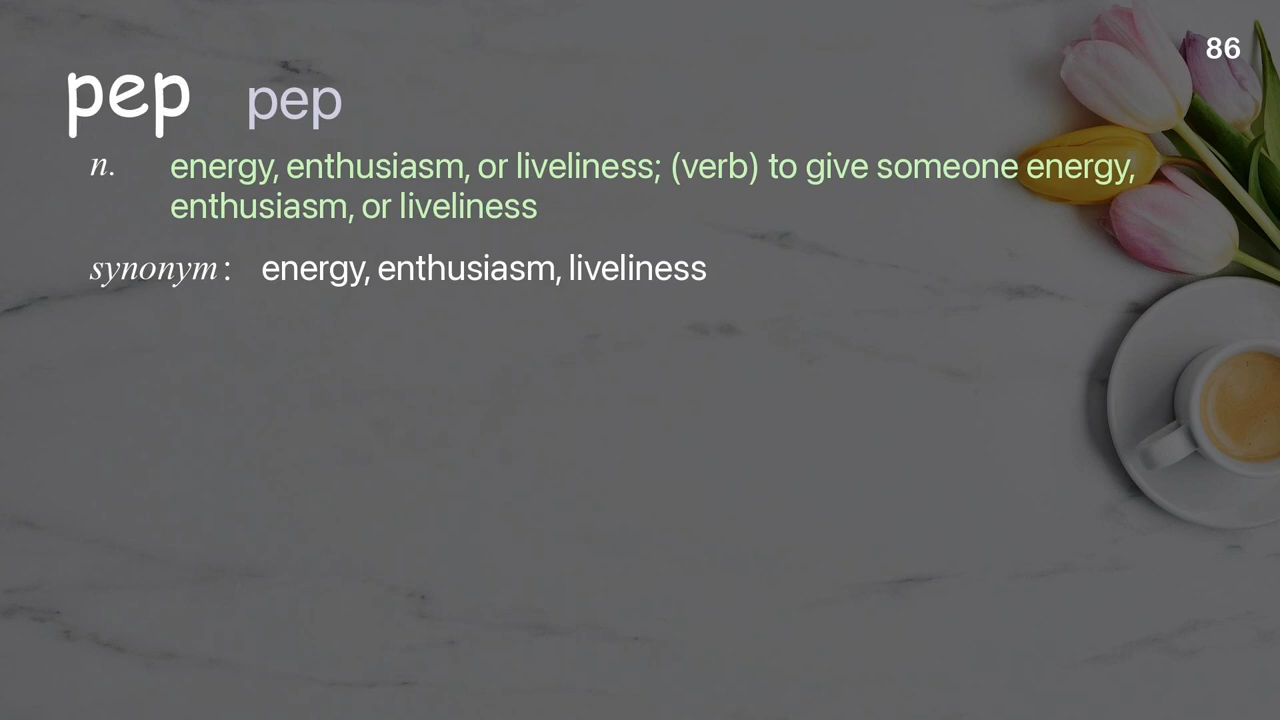 86
pep pep
n. energy, enthusiasm, or liveliness; (verb) to give someone energy,
enthusiasm, or liveliness
synonym: energy, enthusiasm, liveliness